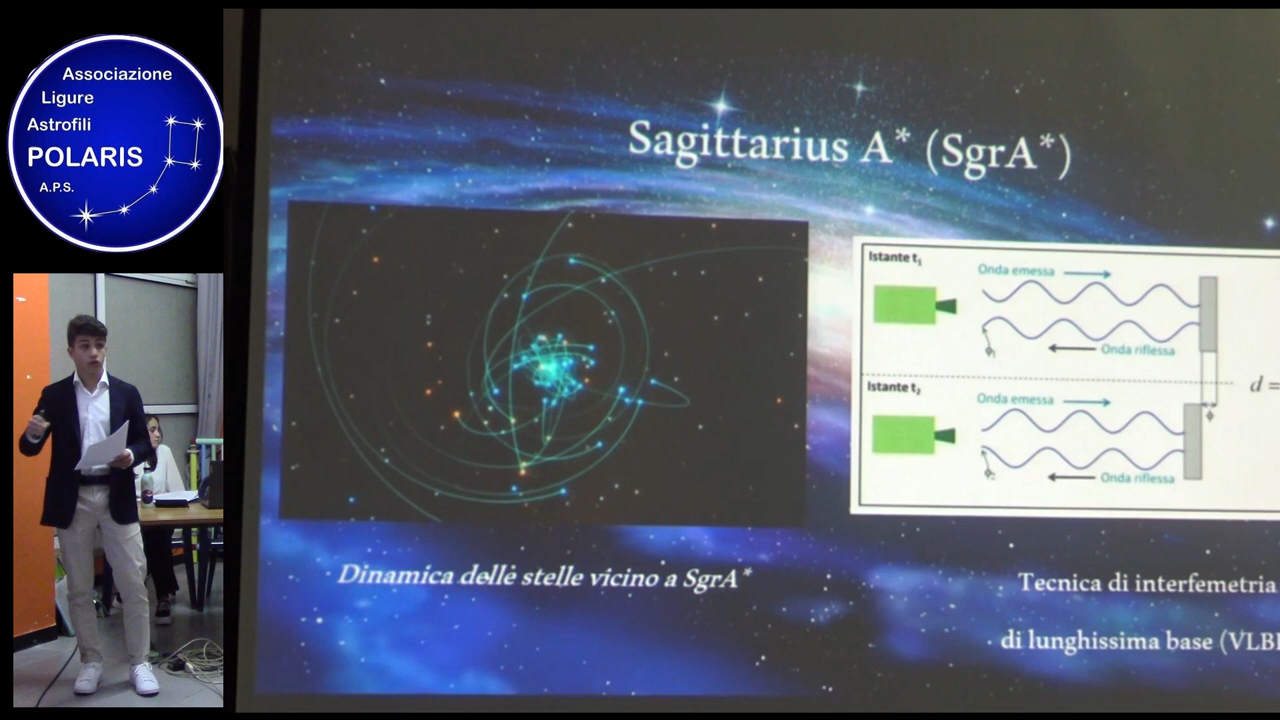 Associazione
Ligure
Astrofili
POLARIS
A.P.S.
Sagittarius A* (SgrA*)
Istante t₁
Onda emessa
Onda riflessa
Istante t₂
Onda emessa
Onda riflessa
d =
ϕ
Dinamica delle stelle vicino a SgrA*
Tecnica di interfemetria
di lunghissima base (VLBI